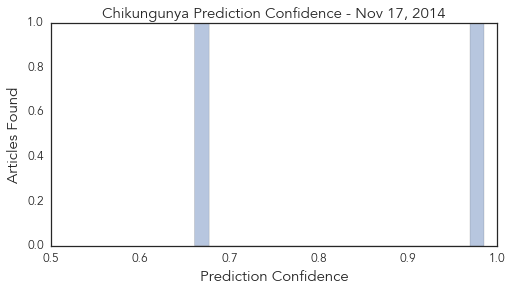 Chikungunya Prediction Confidence - Nov 17, 2014
Articles Found
1.0
0.8
0.6
0.4
0.2
0.0
0.5 0.6 0.7 0.8 0.9 1.0
Prediction Confidence